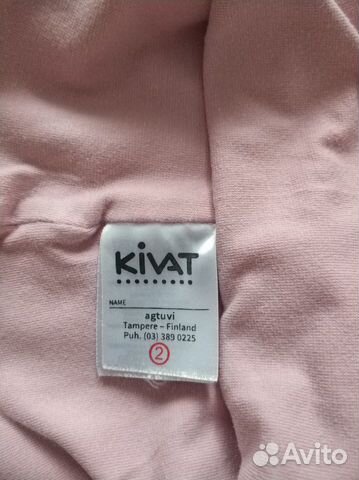 KiVAT
NAME
agtuvi
Tampere – Finland
Puh. (03) 389 0225
2
Avito